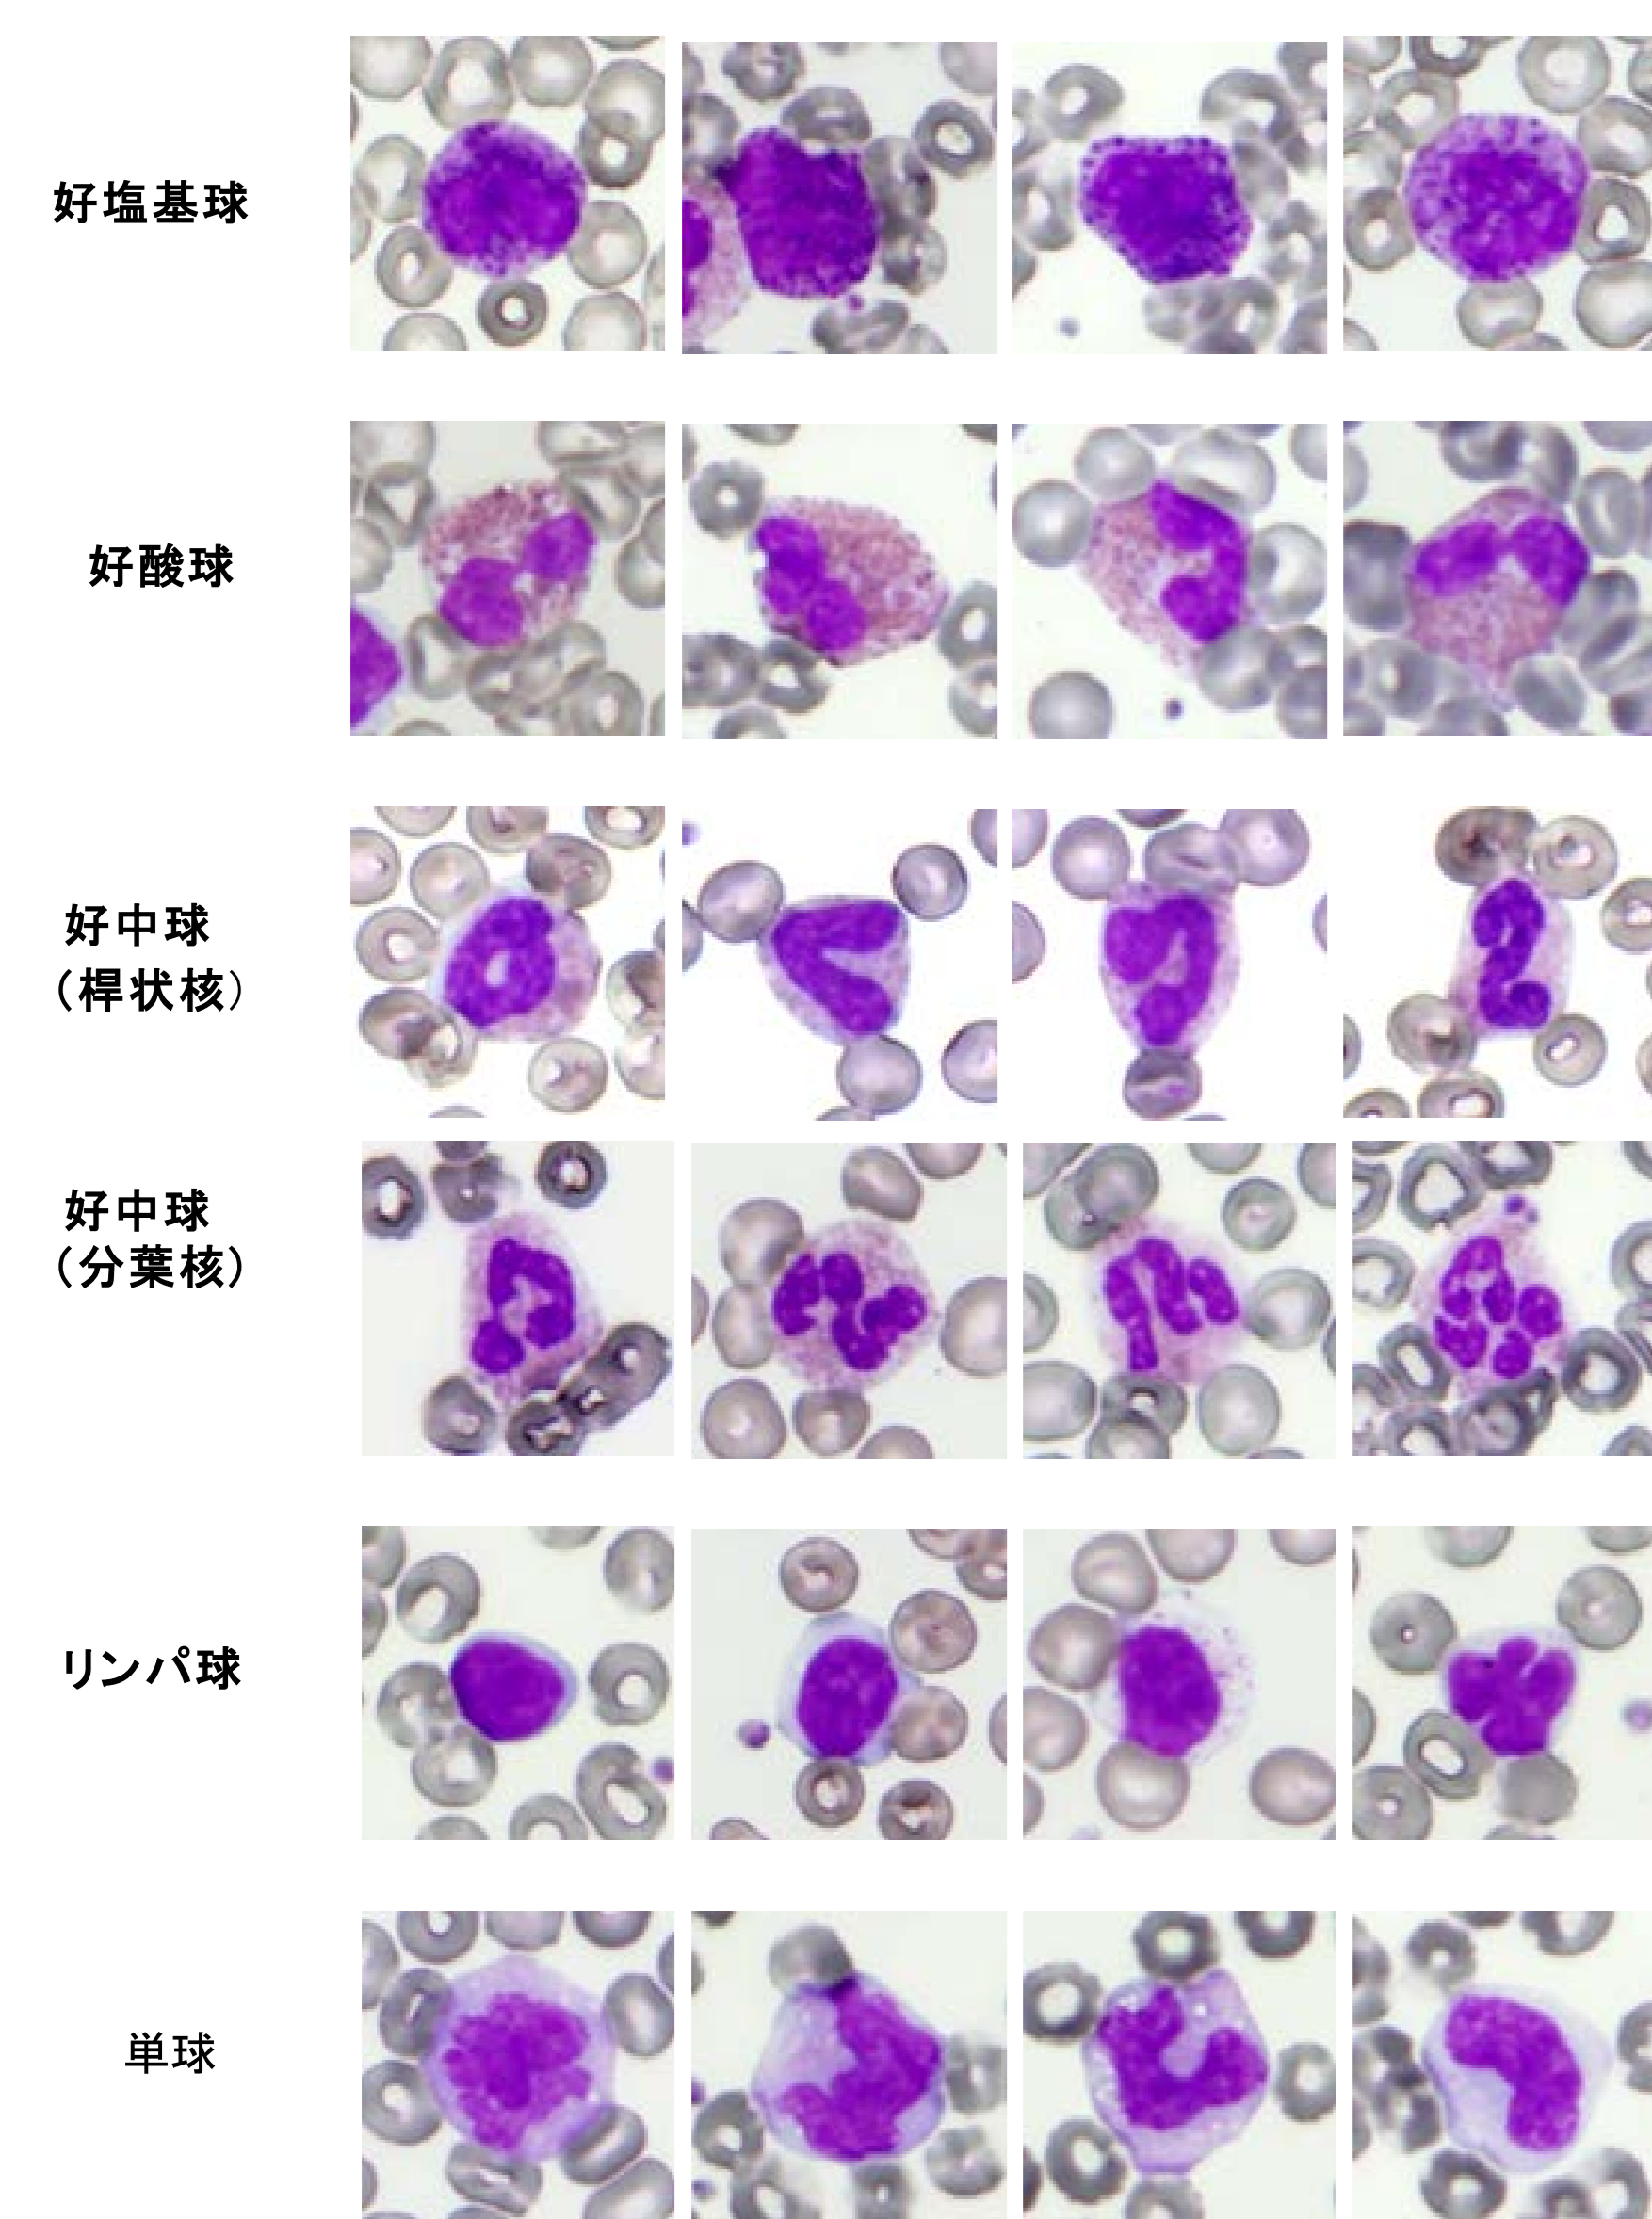 好塩基球
好酸球
好中球
（桿状核）
好中球
（分葉核）
リンパ球
単球